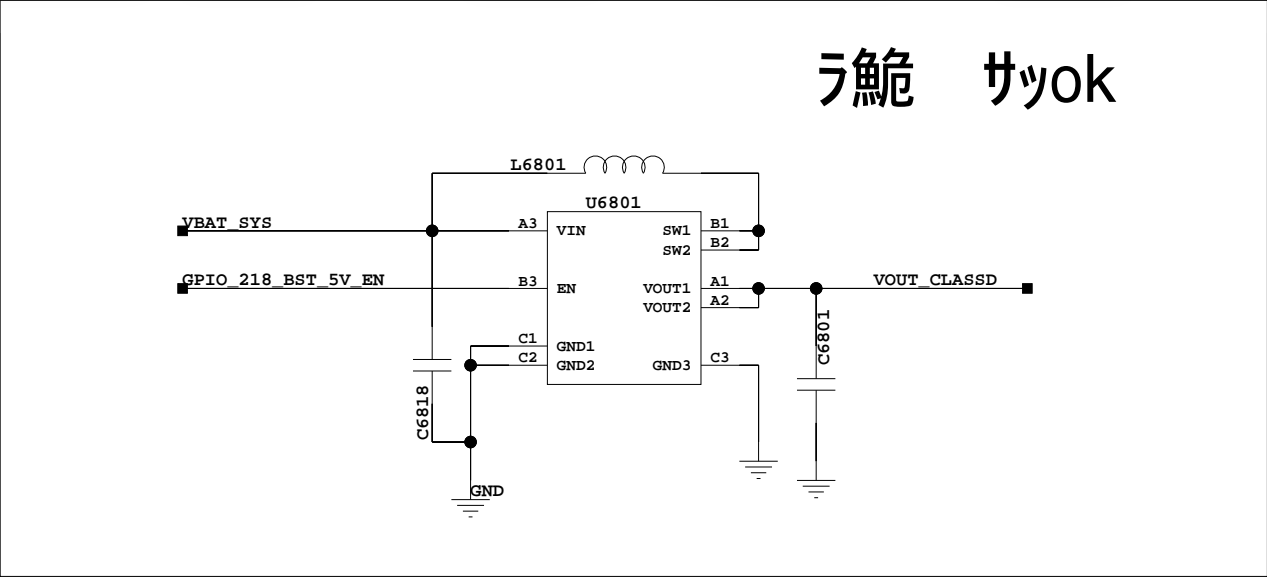 ﾗ鮠 ｻｯok
L6801
U6801
VBAT_SYS
A3
VIN
SW1
B1
SW2
B2
GPIO_218_BST_5V_EN
B3
EN
VOUT1
A1
VOUT_CLASSD
VOUT2
A2
C6801
C1
GND1
C2
GND2
GND3
C3
C6818
GND